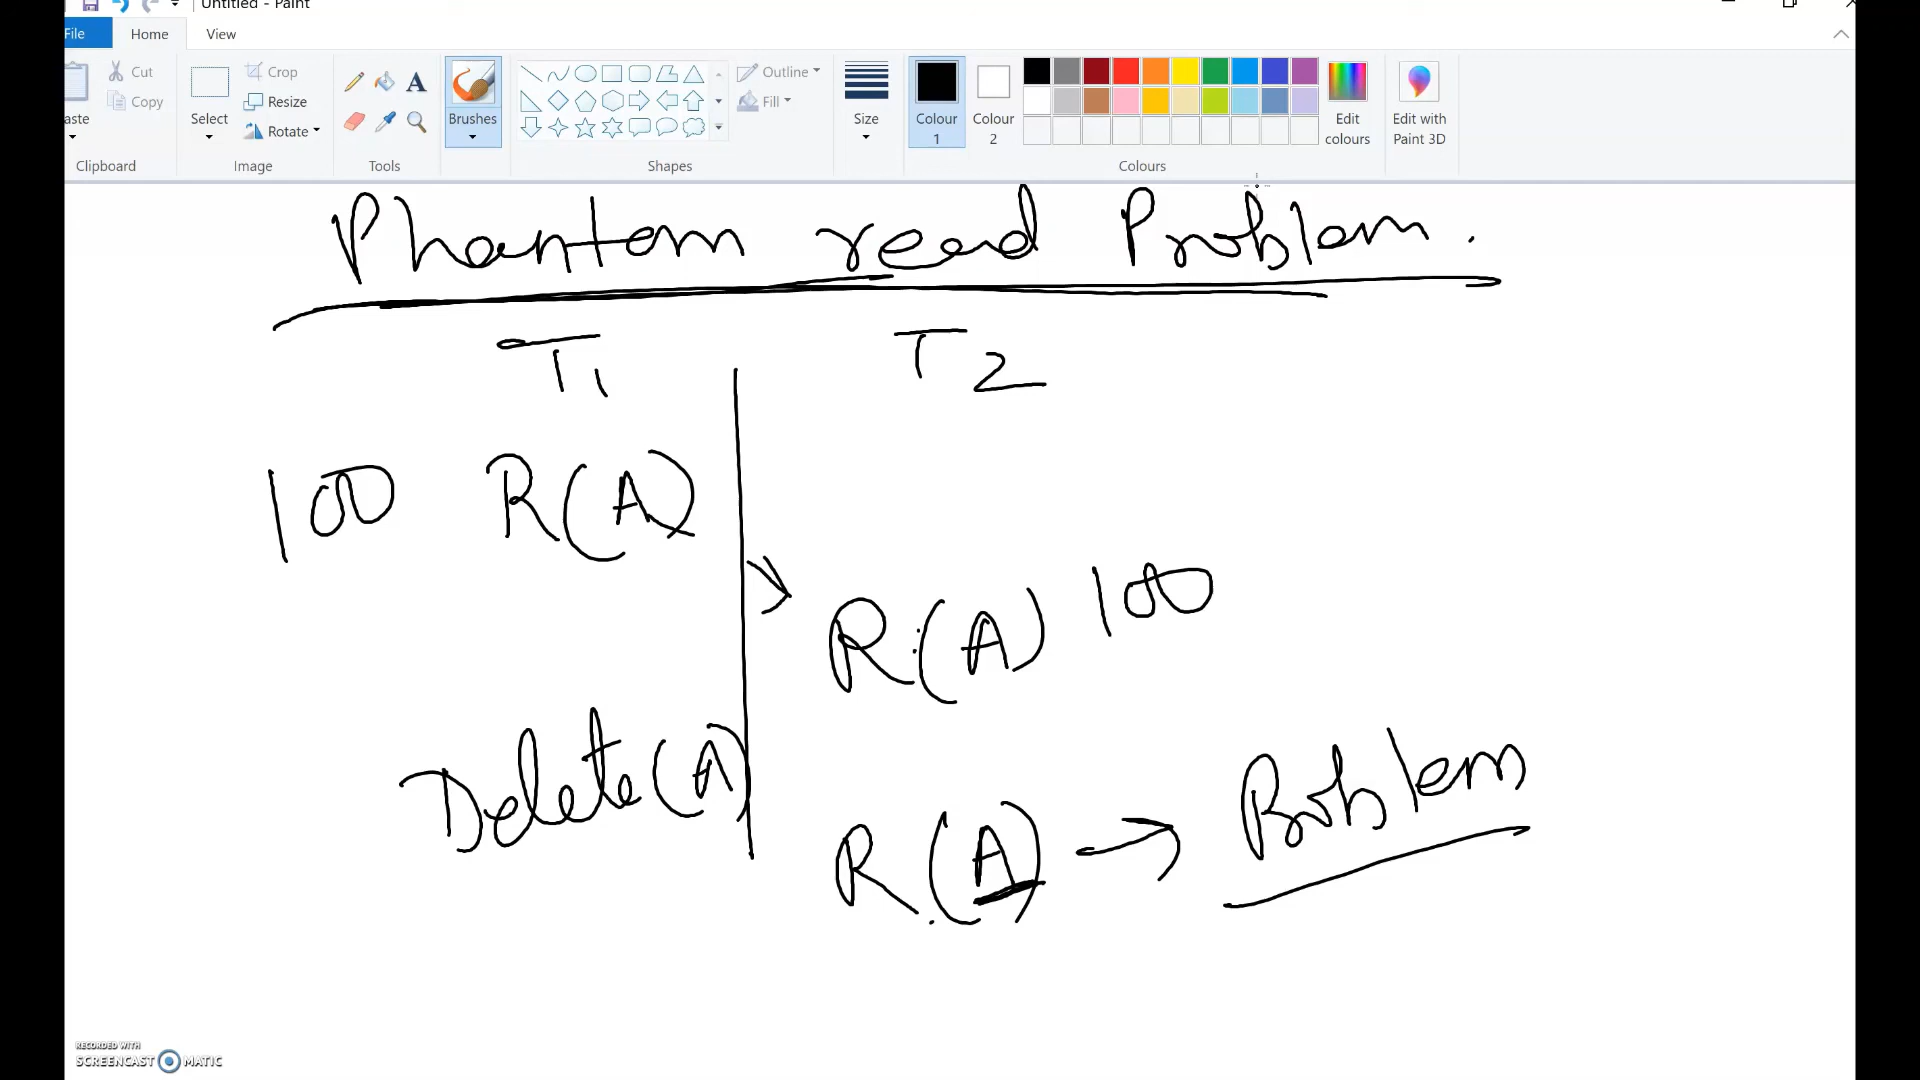 Untitled - Paint
File Home View
Cut
Copy
aste
Clipboard
Select
Crop
Resize
Rotate
Image
Tools
Brushes
Shapes
Outline
Fill
Size
Colour 1
Colour 2
Colours
Edit colours
Edit with Paint 3D
Phantom read Problem.
T1 T2
100 R(A)
R(A) 100
Delete(A)
R(A) → Problem
RECORDED WITH
SCREENCAST MATIC